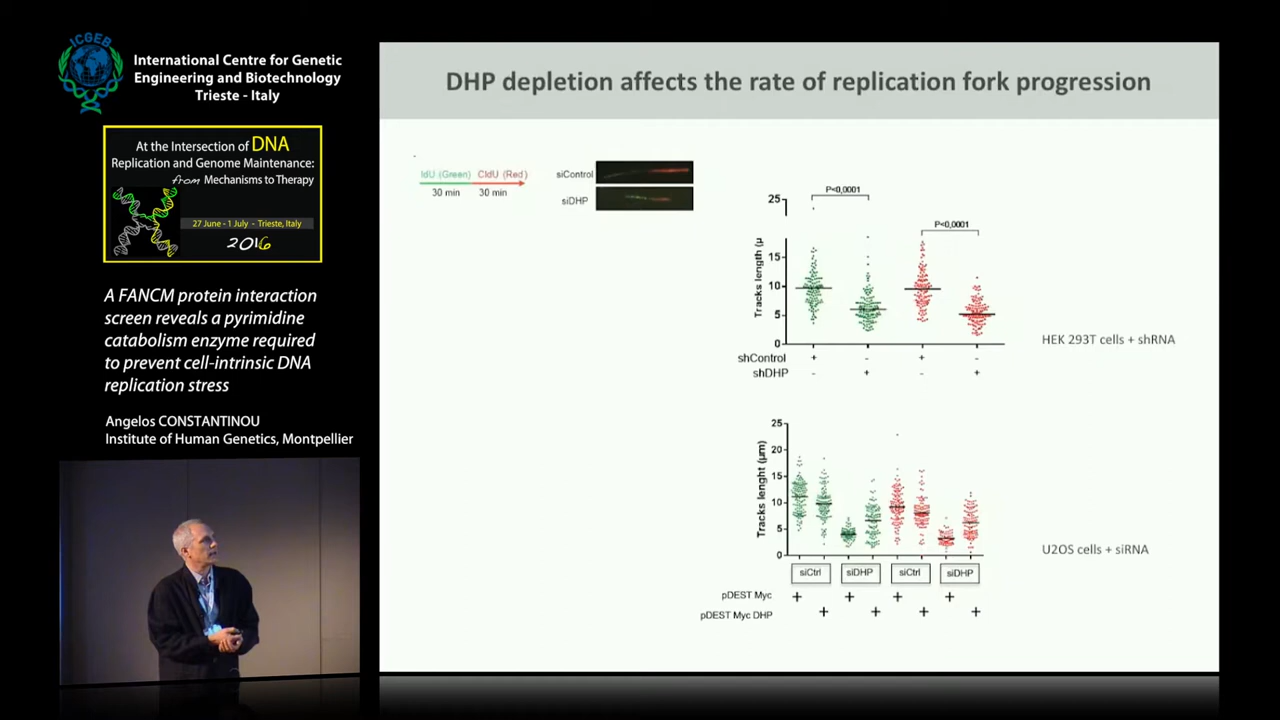 ICGEB
International Centre for Genetic
Engineering and Biotechnology
Trieste - Italy
At the Intersection of DNA
Replication and Genome Maintenance:
from Mechanisms to Therapy
27 June - 1 July - Trieste, Italy
2016
A FANCM protein interaction
screen reveals a pyrimidine
catabolism enzyme required
to prevent cell-intrinsic DNA
replication stress
Angelos CONSTANTINOU
Institute of Human Genetics, Montpellier
DHP depletion affects the rate of replication fork progression
IdU (Green) CldU (Red)
30 min 30 min
siControl
siDHP
P<0,0001
P<0,0001
Tracks length (µ
25
15
10
5
0
shControl + - + -
shDHP - + - +
HEK 293T cells + shRNA
Tracks lenght (µm)
25
20
15
10
5
0
siCtrl siDHP siCtrl siDHP
pDEST Myc + + + +
pDEST Myc DHP + + + +
U2OS cells + siRNA